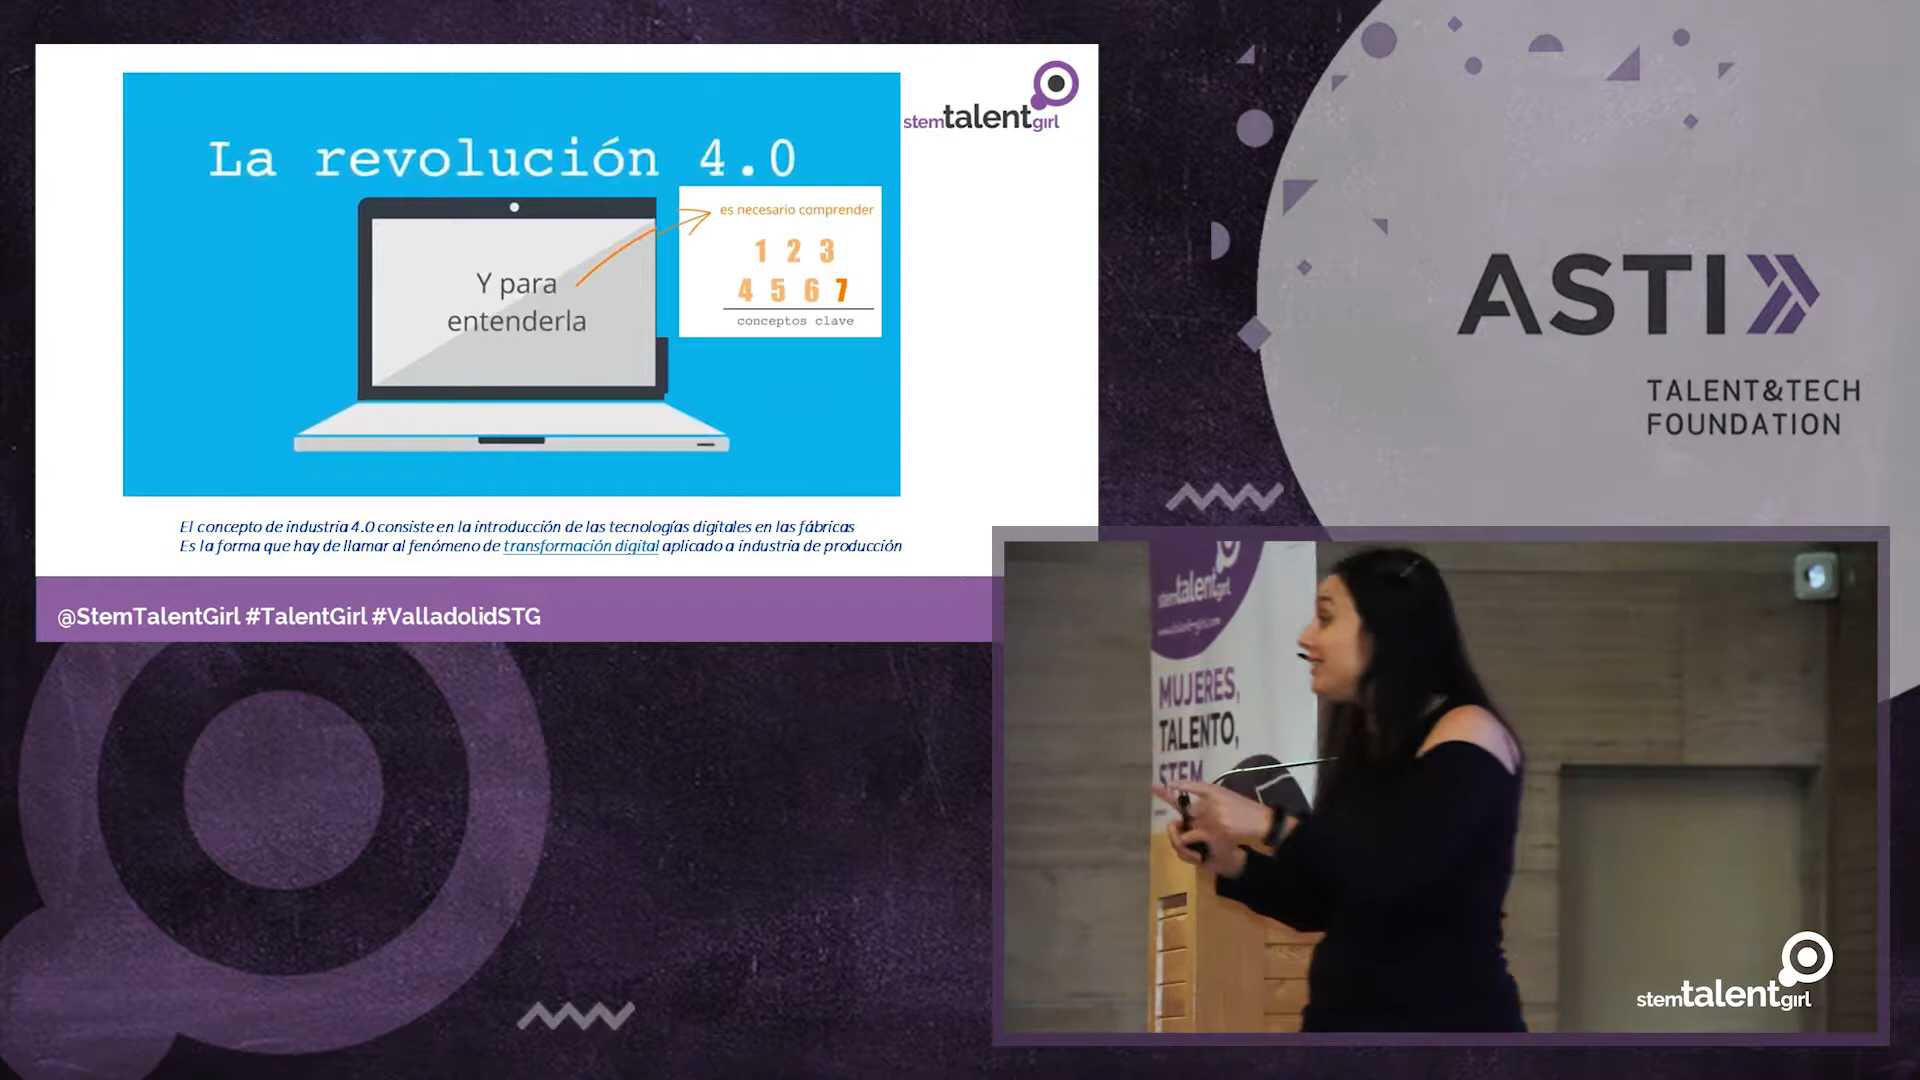 La revolución 4.0
Y para
entenderla
es necesario comprender
1 2 3
4 5 6 7
conceptos clave
stemtalentgirl
El concepto de industria 4.0 consiste en la introducción de las tecnologías digitales en las fábricas
Es la forma que hay de llamar al fenómeno de transformación digital aplicado a industria de producción
@StemTalentGirl #TalentGirl #ValladolidSTG
ASTI
TALENT&TECH
FOUNDATION
stemtalentgirl
MUJERES,
TALENTO,
STEM
stemtalentgirl